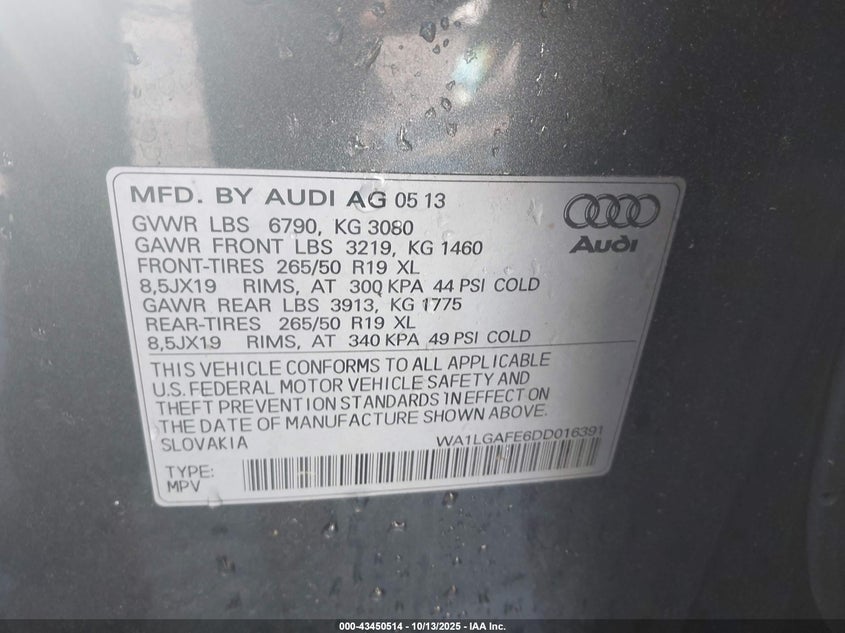 MFD. BY AUDI AG 05 13
GVWR LBS 6790, KG 3080
GAWR FRONT LBS 3219, KG 1460
FRONT-TIRES 265/50 R19 XL
8,5JX19 RIMS, AT 300 KPA 44 PSI COLD
GAWR REAR LBS 3913, KG 1775
REAR-TIRES 265/50 R19 XL
8,5JX19 RIMS, AT 340 KPA 49 PSI COLD
Audi
THIS VEHICLE CONFORMS TO ALL APPLICABLE
U.S. FEDERAL MOTOR VEHICLE SAFETY AND
THEFT PREVENTION STANDARDS IN EFFECT ON
THE DATE OF MANUFACTURE SHOWN ABOVE.
SLOVAKIA WA1LGAFE6DD016391
TYPE:
MPV
000-43450514 - 10/13/2025 - IAA Inc.